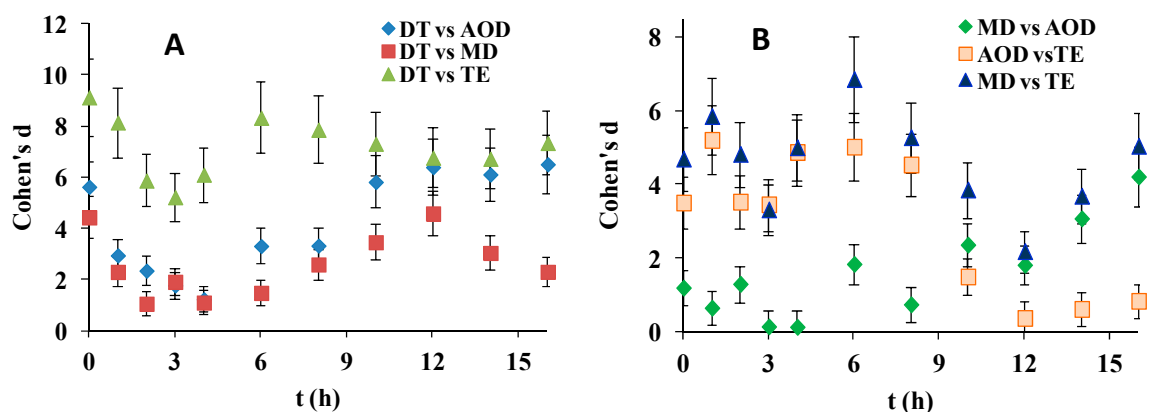 A
DT vs AOD
DT vs MD
DT vs TE
Cohen's d
12
10
8
6
4
2
0
0 3 6 9 12 15
t (h)
B
MD vs AOD
AOD vsTE
MD vs TE
Cohen's d
8
6
4
2
0
0 3 6 9 12 15
t (h)